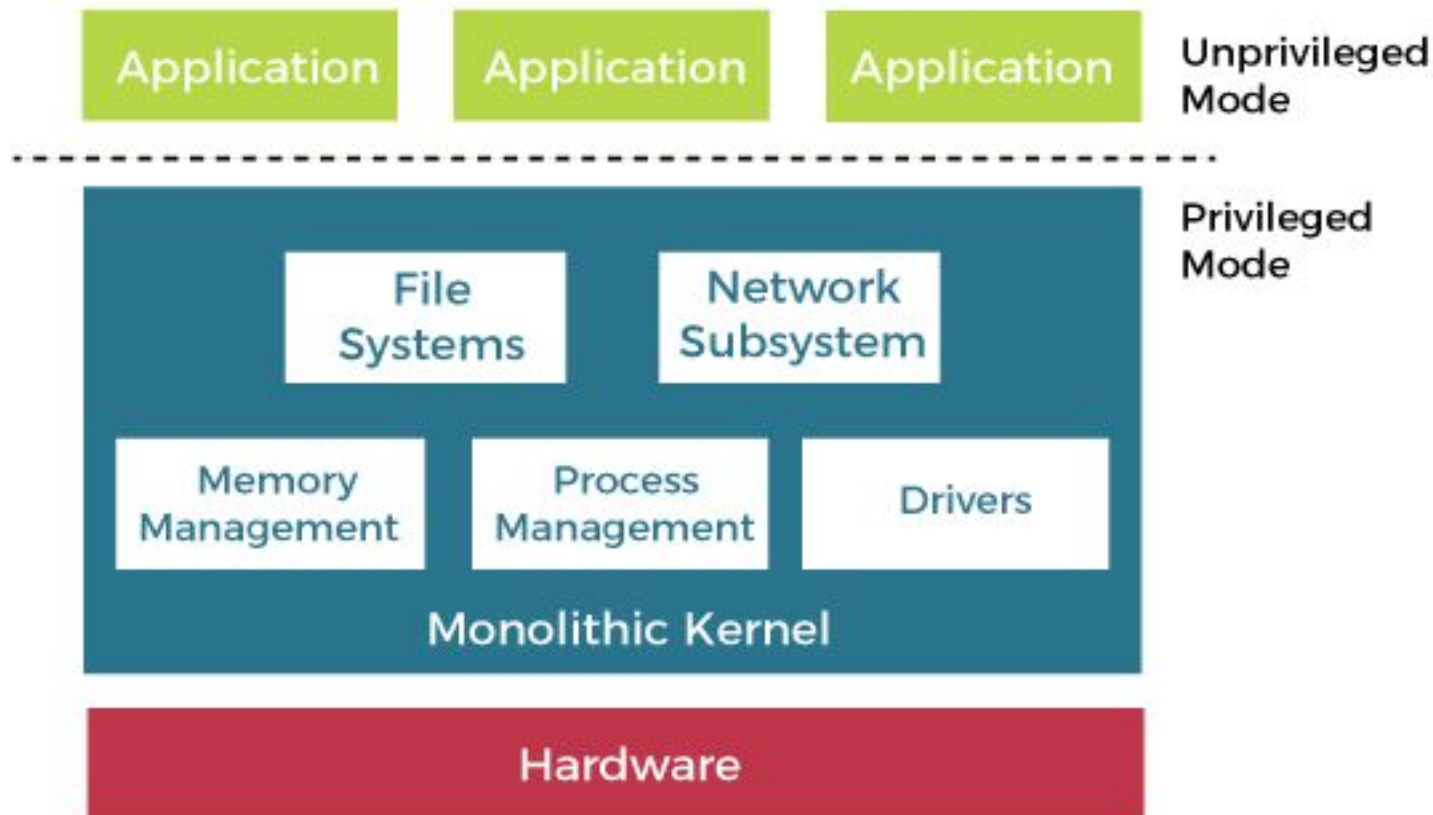 Application
Application
Application
Unprivileged
Mode
Privileged
Mode
File
Systems
Network
Subsystem
Memory
Management
Process
Management
Drivers
Monolithic Kernel
Hardware